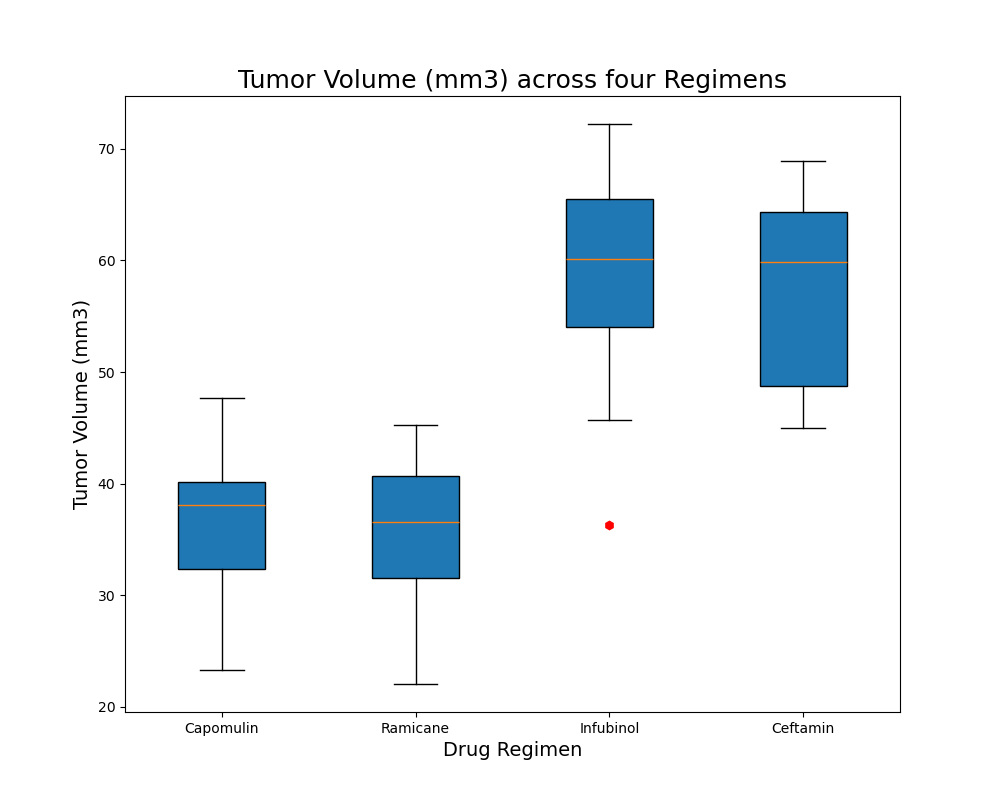 Tumor Volume (mm3) across four Regimens
Tumor Volume (mm3)
70
60
50
40
30
20
Capomulin Ramicane Infubinol Ceftamin
Drug Regimen